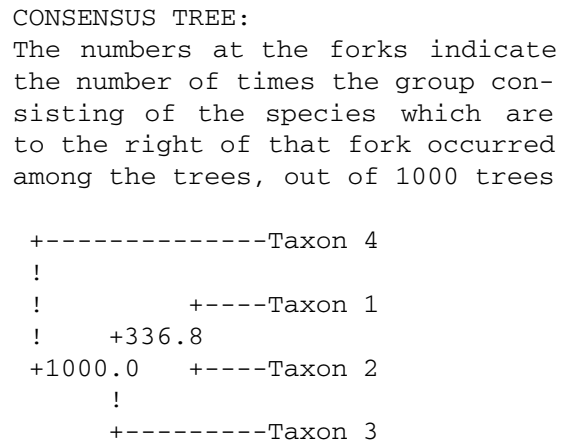 CONSENSUS TREE:
The numbers at the forks indicate
the number of times the group con-
sisting of the species which are
to the right of that fork occurred
among the trees, out of 1000 trees
+--------------Taxon 4
!
!         +----Taxon 1
!    +336.8
+1000.0   +----Taxon 2
     !
     +---------Taxon 3